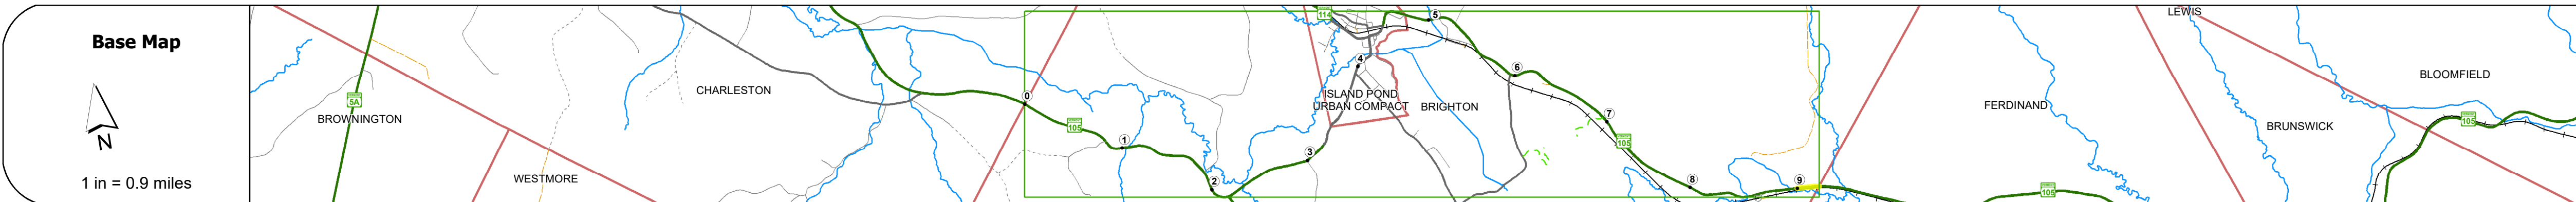 Base Map
N
1 in = 0.9 miles
5A
BROWNINGTON
WESTMORE
CHARLESTON
0
105
1
2
3
114
4
ISLAND POND
URBAN COMPACT
BRIGHTON
5
6
7
105
8
9
FERDINAND
105
LEWIS
BRUNSWICK
BLOOMFIELD
105